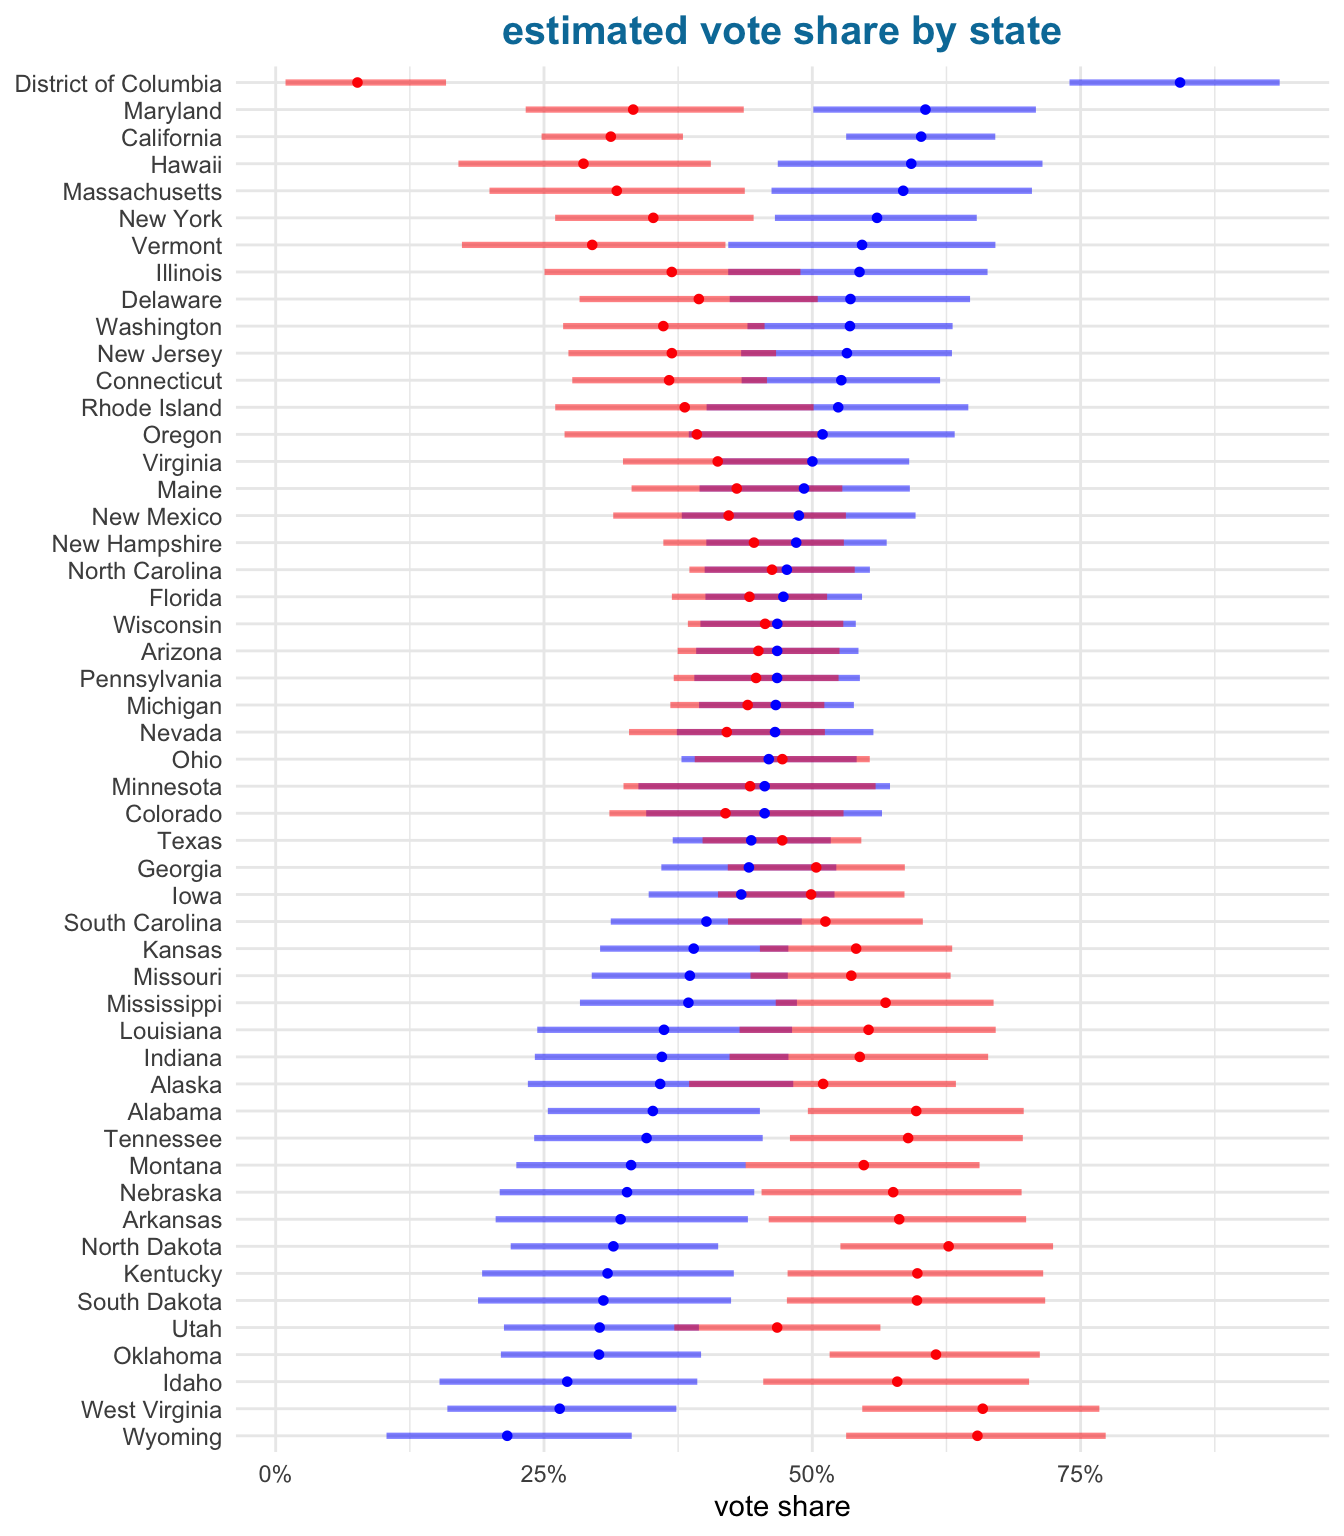 estimated vote share by state
District of Columbia
Maryland
California
Hawaii
Massachusetts
New York
Vermont
Illinois
Delaware
Washington
New Jersey
Connecticut
Rhode Island
Oregon
Virginia
Maine
New Mexico
New Hampshire
North Carolina
Florida
Wisconsin
Arizona
Pennsylvania
Michigan
Nevada
Ohio
Minnesota
Colorado
Texas
Georgia
Iowa
South Carolina
Kansas
Missouri
Mississippi
Louisiana
Indiana
Alaska
Alabama
Tennessee
Montana
Nebraska
Arkansas
North Dakota
Kentucky
South Dakota
Utah
Oklahoma
Idaho
West Virginia
Wyoming
0% 25% 50% 75%
vote share